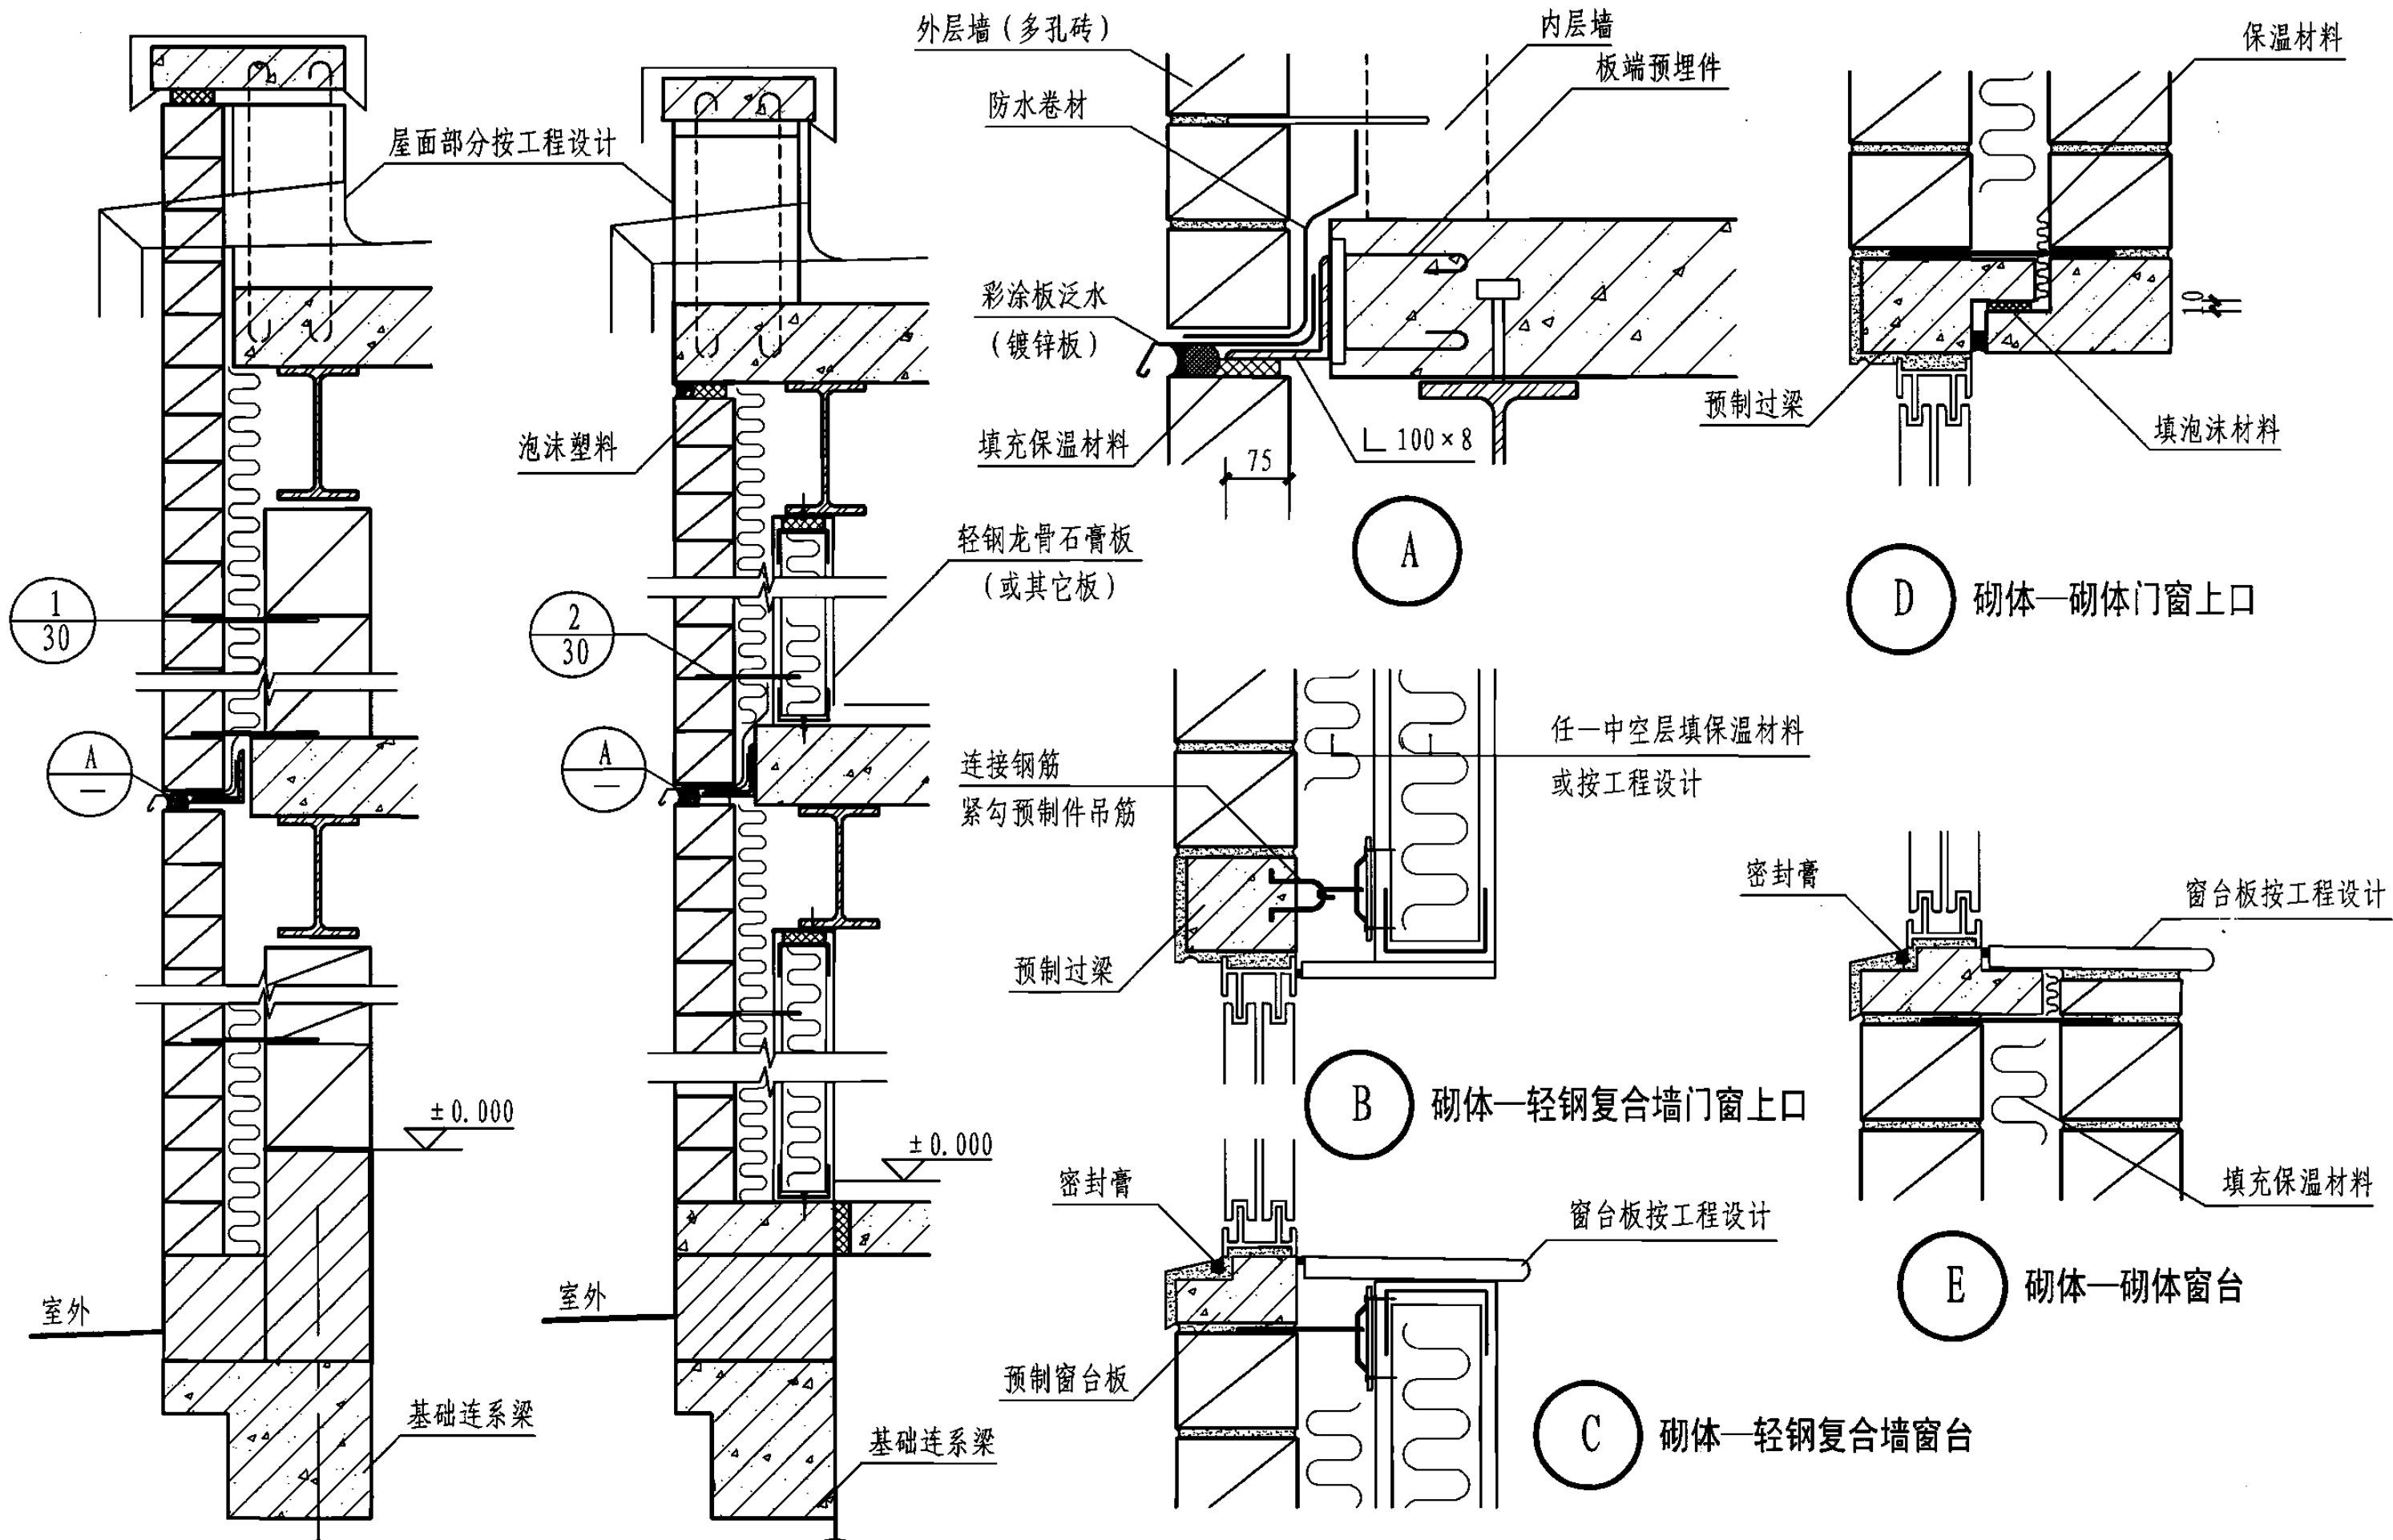 屋面部分按工程设计
1
30
A
—
±0.000
室外
基础连系梁
泡沫塑料
轻钢龙骨石膏板
（或其它板）
2
30
A
—
±0.000
室外
基础连系梁
外层墙（多孔砖）
内层墙
板端预埋件
防水卷材
彩涂板泛水
（镀锌板）
填充保温材料
∟ 100×8
75
A
保温材料
10
预制过梁
填泡沫材料
D 砌体—砌体门窗上口
任一中空层填保温材料
或按工程设计
连接钢筋
紧勾预制件吊筋
预制过梁
B 砌体—轻钢复合墙门窗上口
密封膏
窗台板按工程设计
预制窗台板
C 砌体—轻钢复合墙窗台
密封膏
窗台板按工程设计
填充保温材料
E 砌体—砌体窗台